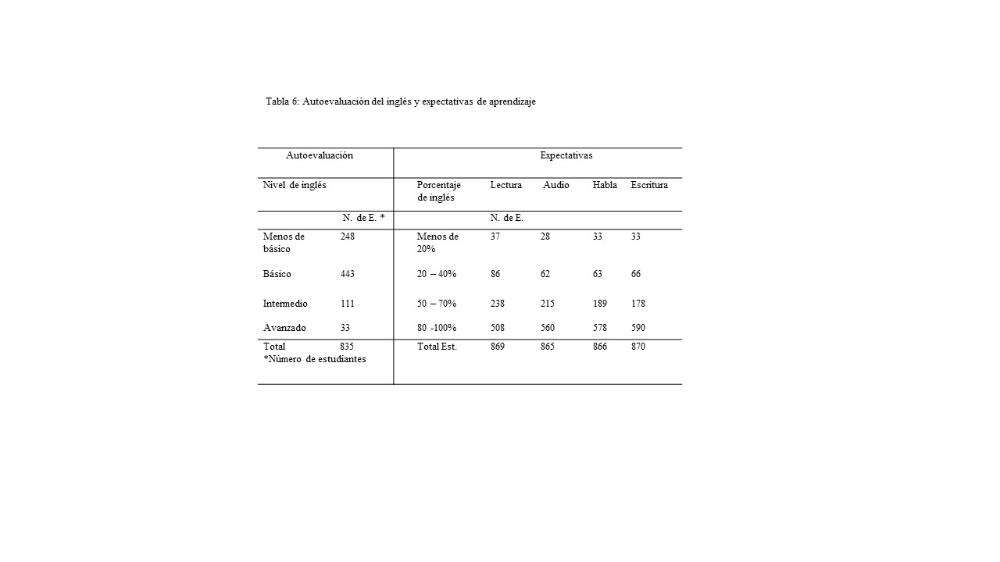 Tabla 6: Autoevaluación del inglés y expectativas de aprendizaje
Autoevaluación Expectativas
Nivel de inglés Porcentaje de inglés Lectura Audio Habla Escritura
N. de E. * N. de E.
Menos de básico 248 Menos de 20% 37 28 33 33
Básico 443 20 – 40% 86 62 63 66
Intermedio 111 50 – 70% 238 215 189 178
Avanzado 33 80 -100% 508 560 578 590
Total 835 Total Est. 869 865 866 870
*Número de estudiantes